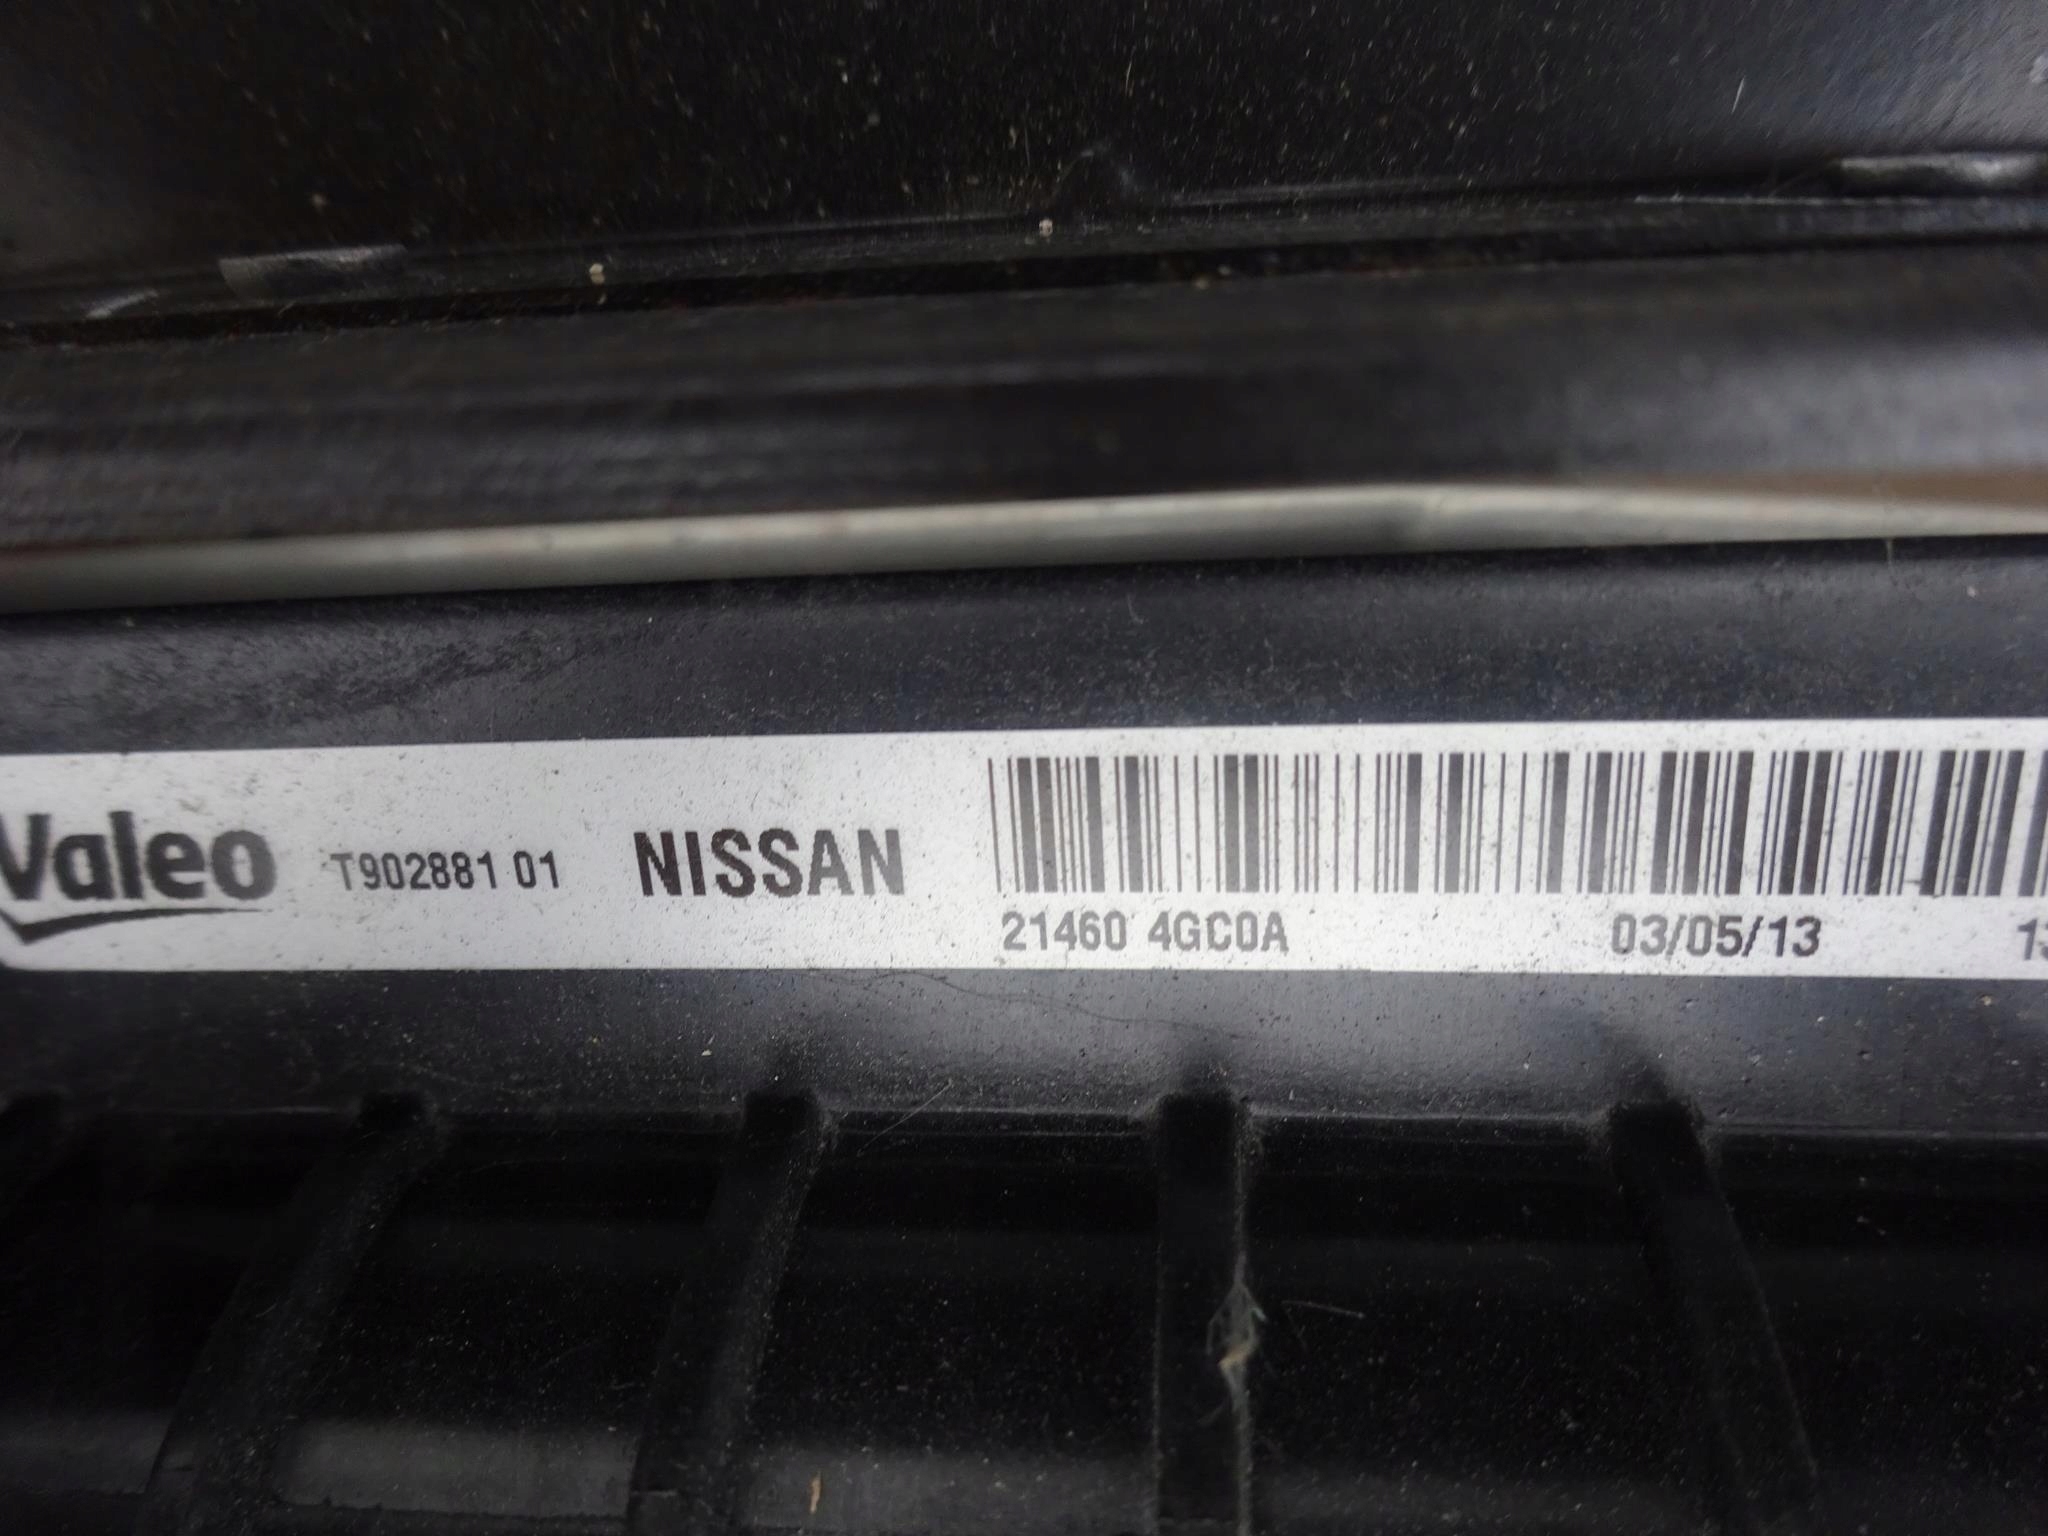 Valeo T902881 01 NISSAN
21460 4GC0A 03/05/13